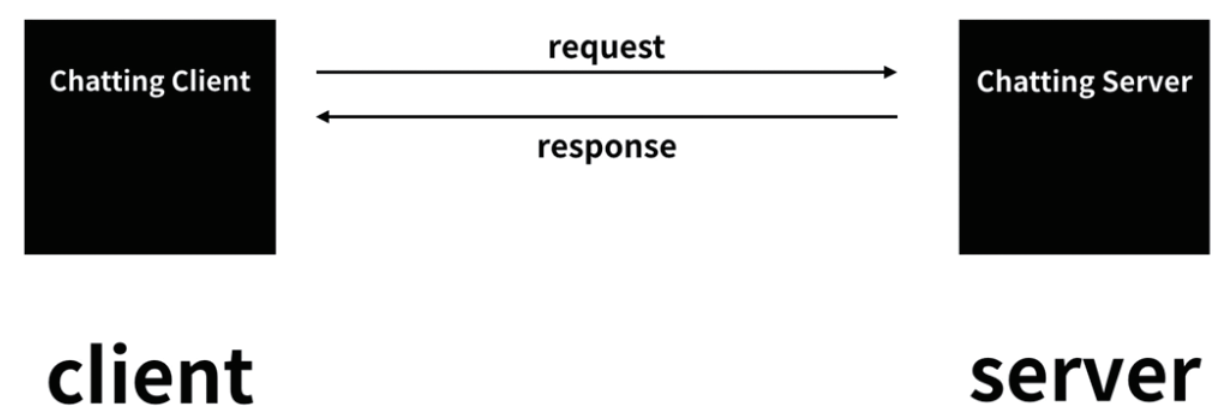 request
Chatting Client
Chatting Server
response
client
server